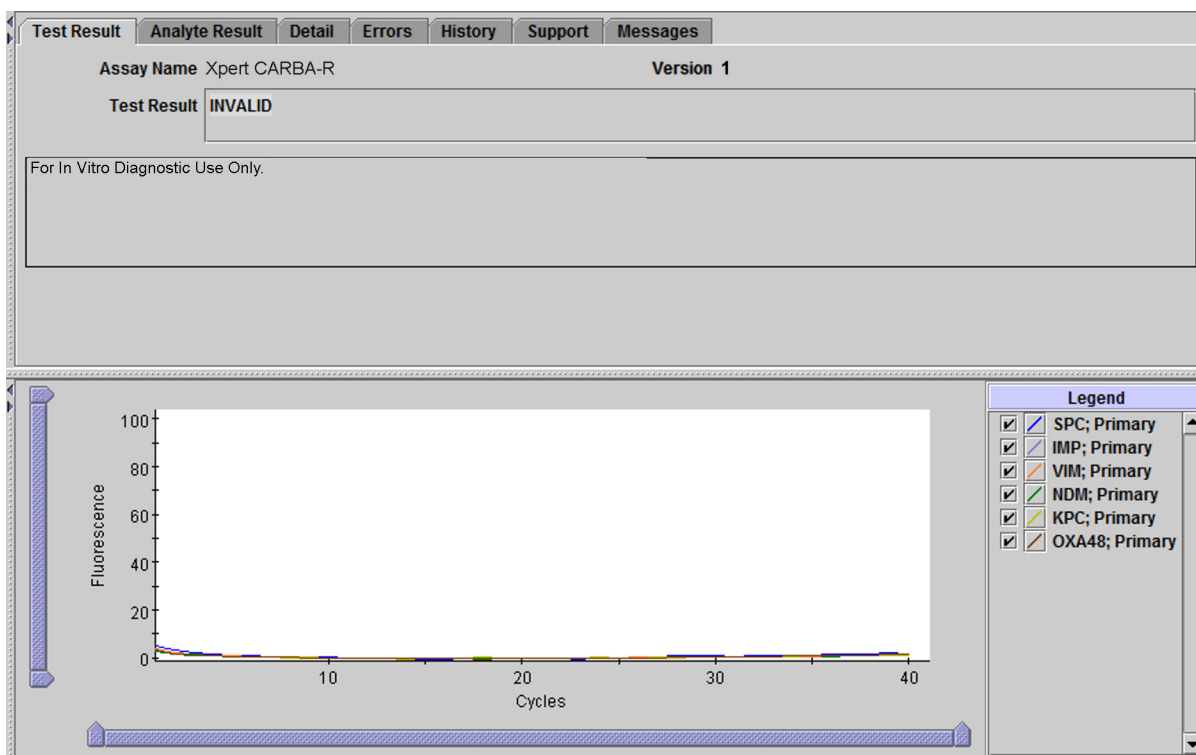 Test Result Analyte Result Detail Errors History Support Messages
Assay Name Xpert CARBA-R Version 1
Test Result INVALID
For In Vitro Diagnostic Use Only.
Legend
SPC; Primary
IMP; Primary
VIM; Primary
NDM; Primary
KPC; Primary
OXA48; Primary
100
80
60
40
20
0
Fluorescence
10 20 30 40
Cycles